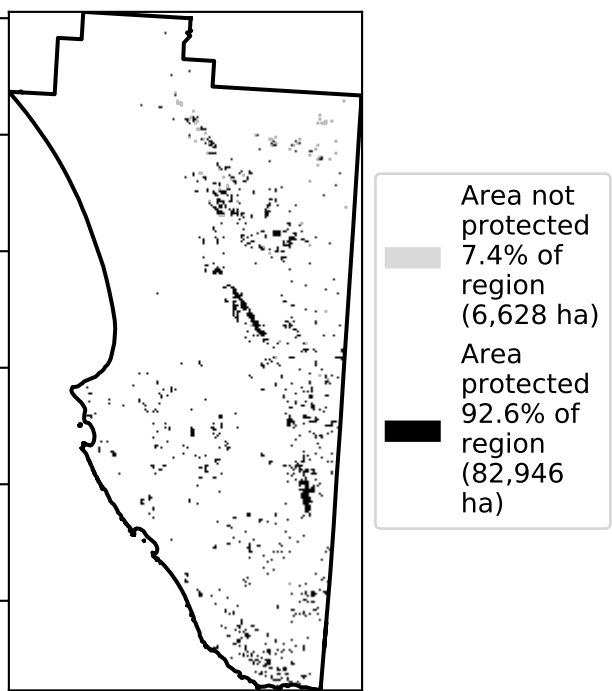 Area not
protected
7.4% of
region
(6,628 ha)
Area
protected
92.6% of
region
(82,946
ha)